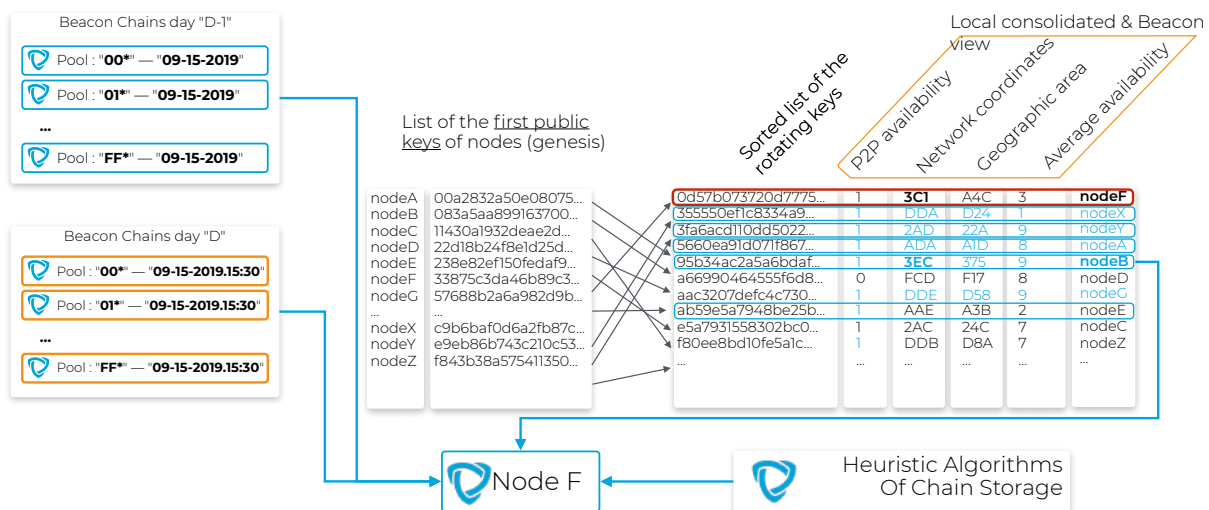 Beacon Chains day "D-1"
Pool : "00*" — "09-15-2019"
Pool : "01*" — "09-15-2019"
...
Pool : "FF*" — "09-15-2019"
Beacon Chains day "D"
Pool : "00*" — "09-15-2019.15:30"
Pool : "01*" — "09-15-2019.15:30"
...
Pool : "FF*" — "09-15-2019.15:30"
List of the first public
keys of nodes (genesis)
nodeA 00a2832a50e08075...
nodeB 083a5aa899163700...
nodeC 11430a1932deae2d...
nodeD 22d18b24f8e1d25d...
nodeE 238e82ef150fedaf9...
nodeF 33875c3da46b89c3...
nodeG 57688b2a6a982d9b...
... ...
nodeX c9b6baf0d6a2fb87c...
nodeY e9eb86b743c210c53...
nodeZ f843b38a575411350...
Local consolidated & Beacon
view
Sorted list of the
rotating keys
P2P availability
Network coordinates
Geographic area
Average availability
0d57b073720d7775... 1 3C1 A4C 3 nodeF
355550ef1c8334a9... 1 DDA D24 1 nodeX
3fa6acd110dd5022... 1 2AD 22A 9 nodeY
5660ea91d071f867... 1 ADA A1D 8 nodeA
95b34ac2a5a6bdaf... 1 3EC 375 9 nodeB
a66990464555f6d8... 0 FCD F17 8 nodeD
aac3207defc4c730... 1 DDE D58 9 nodeG
ab59e5a7948be25b... 1 AAE A3B 2 nodeE
e5a7931558302bc0... 1 2AC 24C 7 nodeC
f80ee8bd10fe5a1c... 1 DDB D8A 7 nodeZ
... ... ... ... ... ...
Node F
Heuristic Algorithms
Of Chain Storage